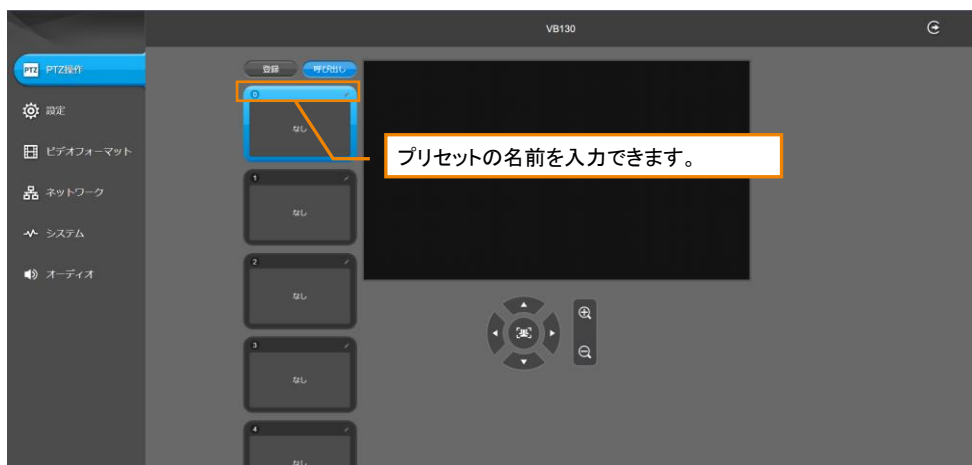 VB130
PTZ PTZ操作
設定
ビデオフォーマット
ネットワーク
システム
オーディオ
登録 呼び出し
0
なし
プリセットの名前を入力できます。
1
なし
2
なし
3
なし
4
なし